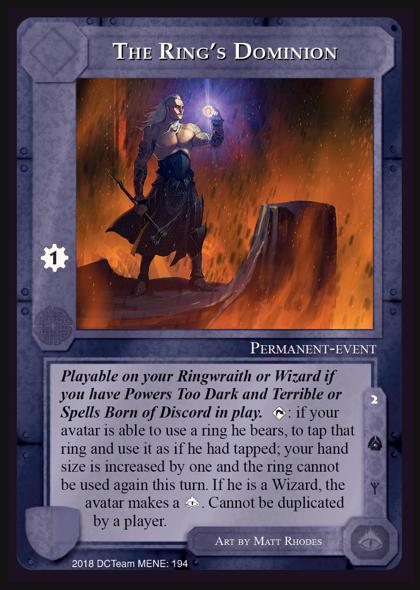 THE RING'S DOMINION
1
PERMANENT-EVENT
Playable on your Ringwraith or Wizard if
you have Powers Too Dark and Terrible or
Spells Born of Discord in play. : if your
avatar is able to use a ring he bears, to tap that
ring and use it as if he had tapped; your hand
size is increased by one and the ring cannot
be used again this turn. If he is a Wizard, the
avatar makes a . Cannot be duplicated
by a player.
2
ART BY MATT RHODES
2018 DCTeam MENE: 194